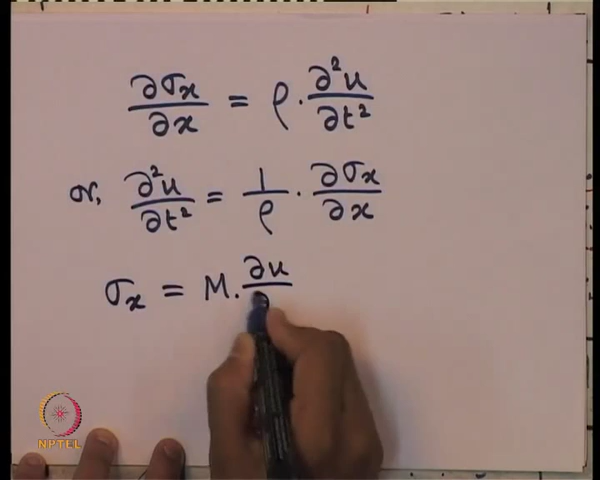 ∂σx/∂x = ρ · ∂²u/∂t²
or, ∂²u/∂t² = 1/ρ · ∂σx/∂x
σx = M. ∂u/∂
NPTEL